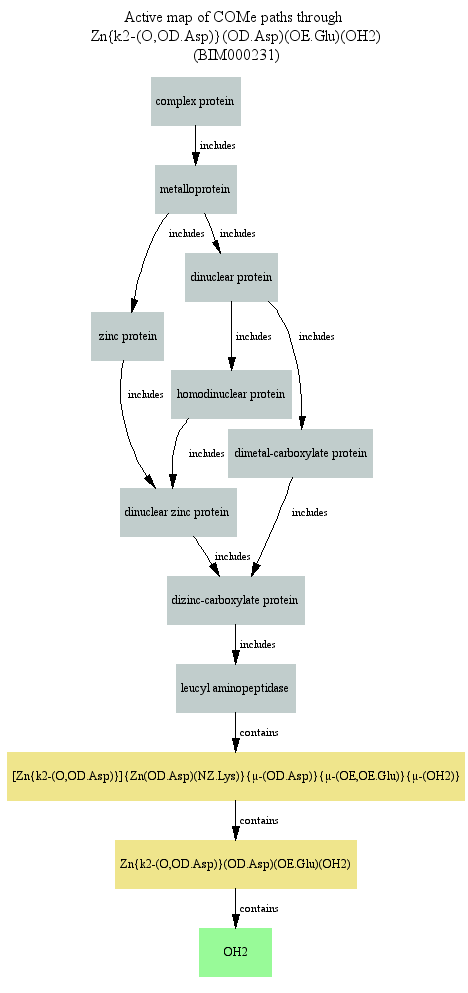 Active map of COMe paths through
Zn{k2-(O,OD.Asp)}(OD.Asp)(OE.Glu)(OH2)
(BIM000231)
complex protein
includes
metalloprotein
includes
includes
dinuclear protein
zinc protein
includes
includes
homodinuclear protein
includes
dimetal-carboxylate protein
includes
dinuclear zinc protein
includes
includes
dizinc-carboxylate protein
includes
leucyl aminopeptidase
contains
[Zn{k2-(O,OD.Asp)}]{Zn(OD.Asp)(NZ.Lys)}{μ-(OD.Asp)}{μ-(OE,OE.Glu)}{μ-(OH2)}
contains
Zn{k2-(O,OD.Asp)}(OD.Asp)(OE.Glu)(OH2)
contains
OH2